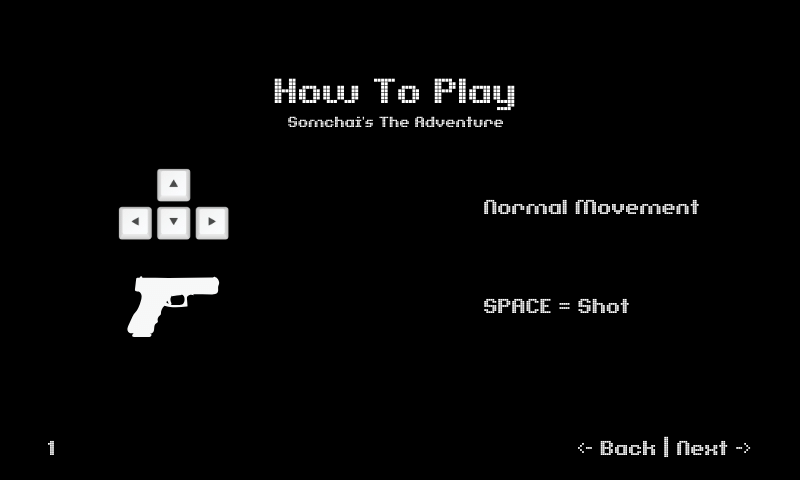 How To Play
Somchai's The Adventure
Normal Movement
SPACE = Shot
1
<- Back | Next ->